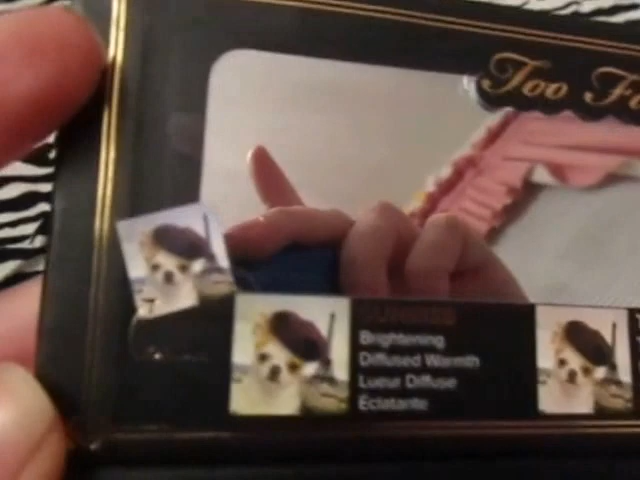 Too Fa
Brightening
Diffused Warmth
Lueur Diffuse
Éclatante